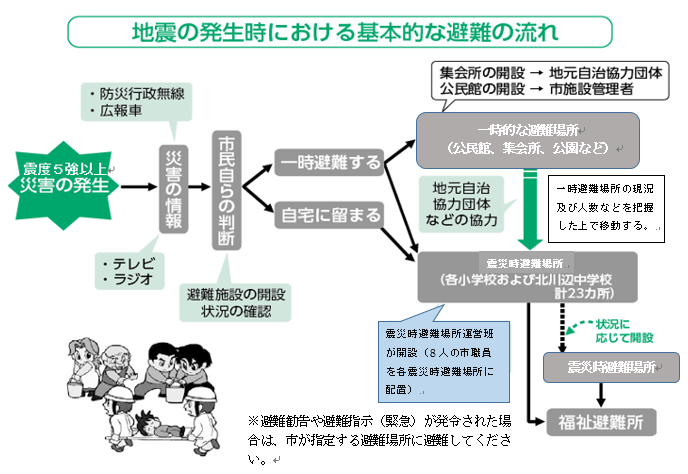 地震の発生時における基本的な避難の流れ
集会所の開設 → 地元自治協力団体
公民館の開設 → 市施設管理者
・防災行政無線
・広報車
震度５強以上
災害の発生
災害の情報
市民自らの判断
一時避難する
自宅に留まる
一時的な避難場所
（公民館、集会所、公園など）
地元自治
協力団体
などの協力
一時避難場所の現況
及び人数などを把握
した上で移動する。
・テレビ
・ラジオ
避難施設の開設
状況の確認
震災時避難場所
（各小学校および北川辺中学校
計23カ所）
震災時避難場所運営班
が開設（８人の市職員
を各震災時避難場所に
配置）
状況に
応じて開設
震災時避難場所
福祉避難所
※避難勧告や避難指示（緊急）が発令された場
合は、市が指定する避難場所に避難してくださ
い。